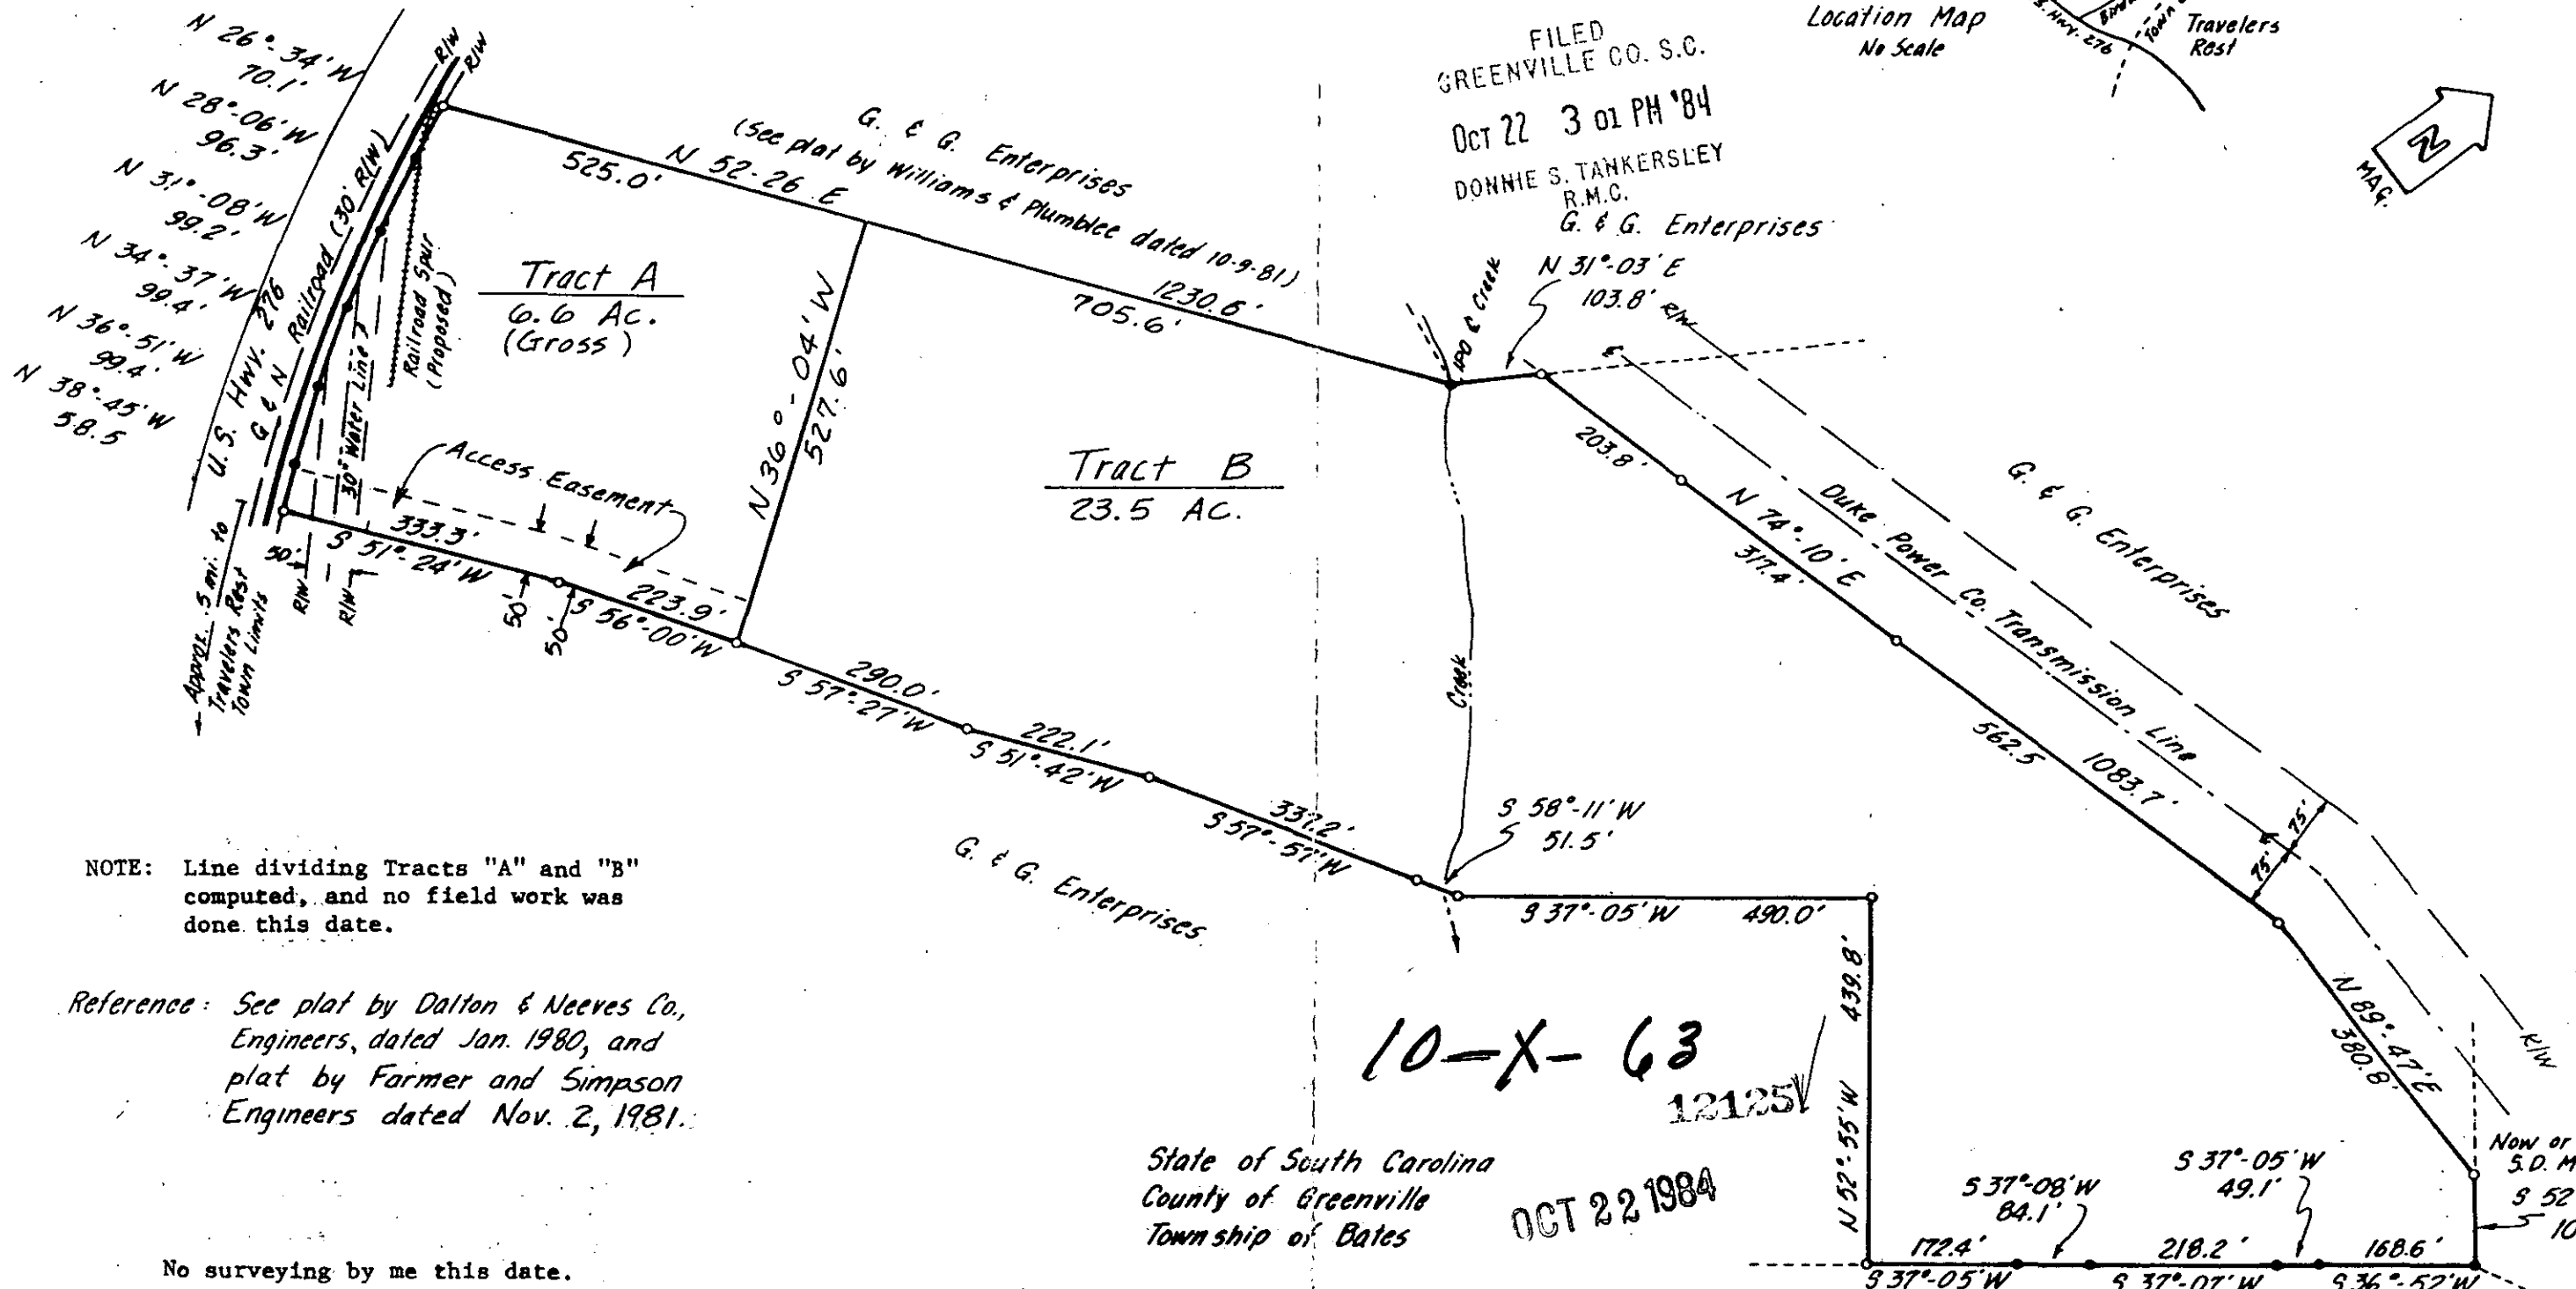 N 26°-34' W
70.1'
N 28°-06' W
96.3'
N 31°-08' W
99.2'
N 34°-37' W
99.4'
N 36°-51' W
99.4'
N 38°-45' W
58.5
U.S. Hwy. 276
G & N Railroad (30' R/W)
R/W
R/W
30' Water Line
Railroad Spur
(Proposed)
Tract A
6.6 Ac.
(Gross)
525.0'
N 52-26 E
G. & G. Enterprises
(See plat by Williams & Plumblee dated 10-9-81)
1230.6'
705.6'
N 36°-04' W
527.6'
Access Easement
333.3'
S 51°-24' W
50'
R/W
R/W
50'
50'
223.9'
S 56°-00' W
Approx. .5 mi. to
Travelers Rest
Town Limits
Tract B
23.5 AC.
290.0'
S 57°-27' W
222.1'
S 51°-42' W
337.2'
S 57°-57' W
S 58°-11' W
51.5'
G. & G. Enterprises
Creek
FILED
GREENVILLE CO. S.C.
OCT 22 3 01 PM '84
DONNIE S. TANKERSLEY
R.M.C.
G. & G. Enterprises
Location Map
No Scale
S. Hwy. 276
Travelers
Rest
MAG.
N
Creek
N 31°-03' E
103.8'
R/W
203.8'
N 74°-10' E
317.4'
Duke Power Co. Transmission Line
G. & G. Enterprises
562.5
1083.7'
75'
75'
N 89°-47' E
380.8'
R/W
Now or
S.D. M
S 52
10
S 37°-05' W 490.0'
439.8'
N 52°-55' W
S 37°-08' W
84.1'
S 37°-05' W
49.1'
172.4'
218.2'
168.6'
S 37°-05' W
S 37°-07' W
S 36°-52' W
NOTE: Line dividing Tracts "A" and "B"
computed, and no field work was
done this date.
Reference: See plat by Dalton & Neeves Co.,
Engineers, dated Jan. 1980, and
plat by Farmer and Simpson
Engineers dated Nov. 2, 1981.
No surveying by me this date.
10-X-63
12125
State of South Carolina
County of Greenville
Township of Bates
OCT 22 1984